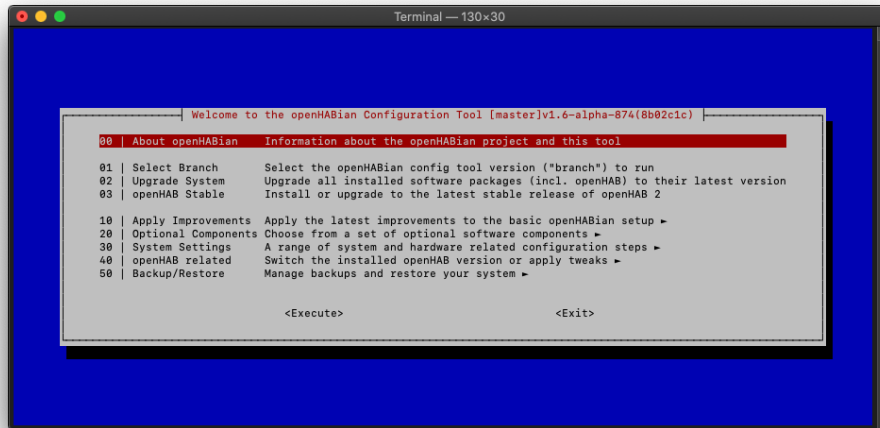 Terminal — 130×30
Welcome to the openHABian Configuration Tool [master]v1.6-alpha-874(8b02c1c)
00 | About openHABian    Information about the openHABian project and this tool
01 | Select Branch       Select the openHABian config tool version ("branch") to run
02 | Upgrade System      Upgrade all installed software packages (incl. openHAB) to their latest version
03 | openHAB Stable      Install or upgrade to the latest stable release of openHAB 2
10 | Apply Improvements  Apply the latest improvements to the basic openHABian setup ►
20 | Optional Components Choose from a set of optional software components ►
30 | System Settings     A range of system and hardware related configuration steps ►
40 | openHAB related     Switch the installed openHAB version or apply tweaks ►
50 | Backup/Restore      Manage backups and restore your system ►
<Execute>                <Exit>